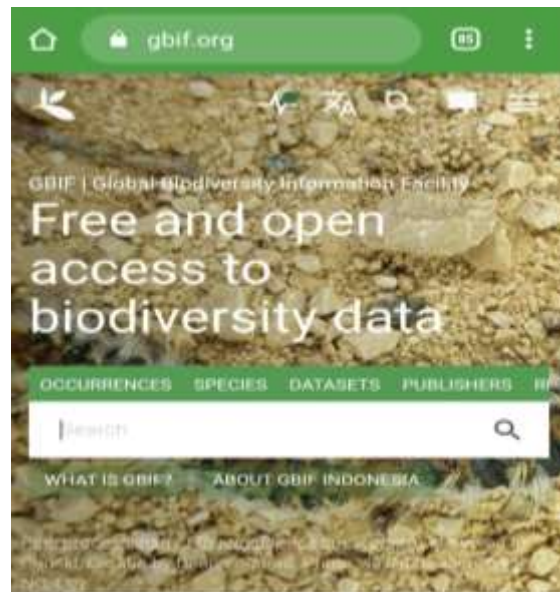 gbif.org
85
GBIF | Global Biodiversity Information Facility
Free and open
access to
biodiversity data
OCCURRENCES SPECIES DATASETS PUBLISHERS
Search
WHAT IS GBIF? ABOUT GBIF INDONESIA